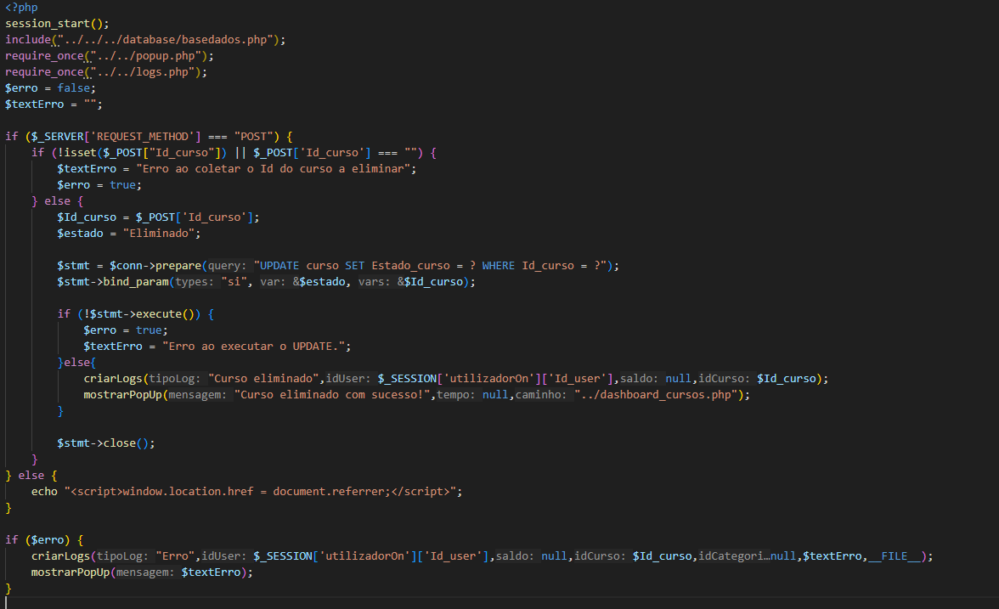 <?php
session_start();
include("../../../database/basedados.php");
require_once("../../popup.php");
require_once("../../logs.php");
$erro = false;
$textErro = "";

if ($_SERVER['REQUEST_METHOD'] === "POST") {
    if (!isset($_POST["Id_curso"]) || $_POST['Id_curso'] === "") {
        $textErro = "Erro ao coletar o Id do curso a eliminar";
        $erro = true;
    } else {
        $Id_curso = $_POST['Id_curso'];
        $estado = "Eliminado";

        $stmt = $conn->prepare(query: "UPDATE curso SET Estado_curso = ? WHERE Id_curso = ?");
        $stmt->bind_param(types: "si", var: &$estado, vars: &$Id_curso);

        if (!$stmt->execute()) {
            $erro = true;
            $textErro = "Erro ao executar o UPDATE.";
        }else{
            criarLogs(tipoLog: "Curso eliminado",idUser: $_SESSION['utilizadorOn']['Id_user'],saldo: null,idCurso: $Id_curso);
            mostrarPopUp(mensagem: "Curso eliminado com sucesso!",tempo: null,caminho: "../dashboard_cursos.php");
        }

        $stmt->close();
    }
} else {
    echo "<script>window.location.href = document.referrer;</script>";
}

if ($erro) {
    criarLogs(tipoLog: "Erro",idUser: $_SESSION['utilizadorOn']['Id_user'],saldo: null,idCurso: $Id_curso,idCategori…null,$textErro,__FILE__);
    mostrarPopUp(mensagem: $textErro);
}